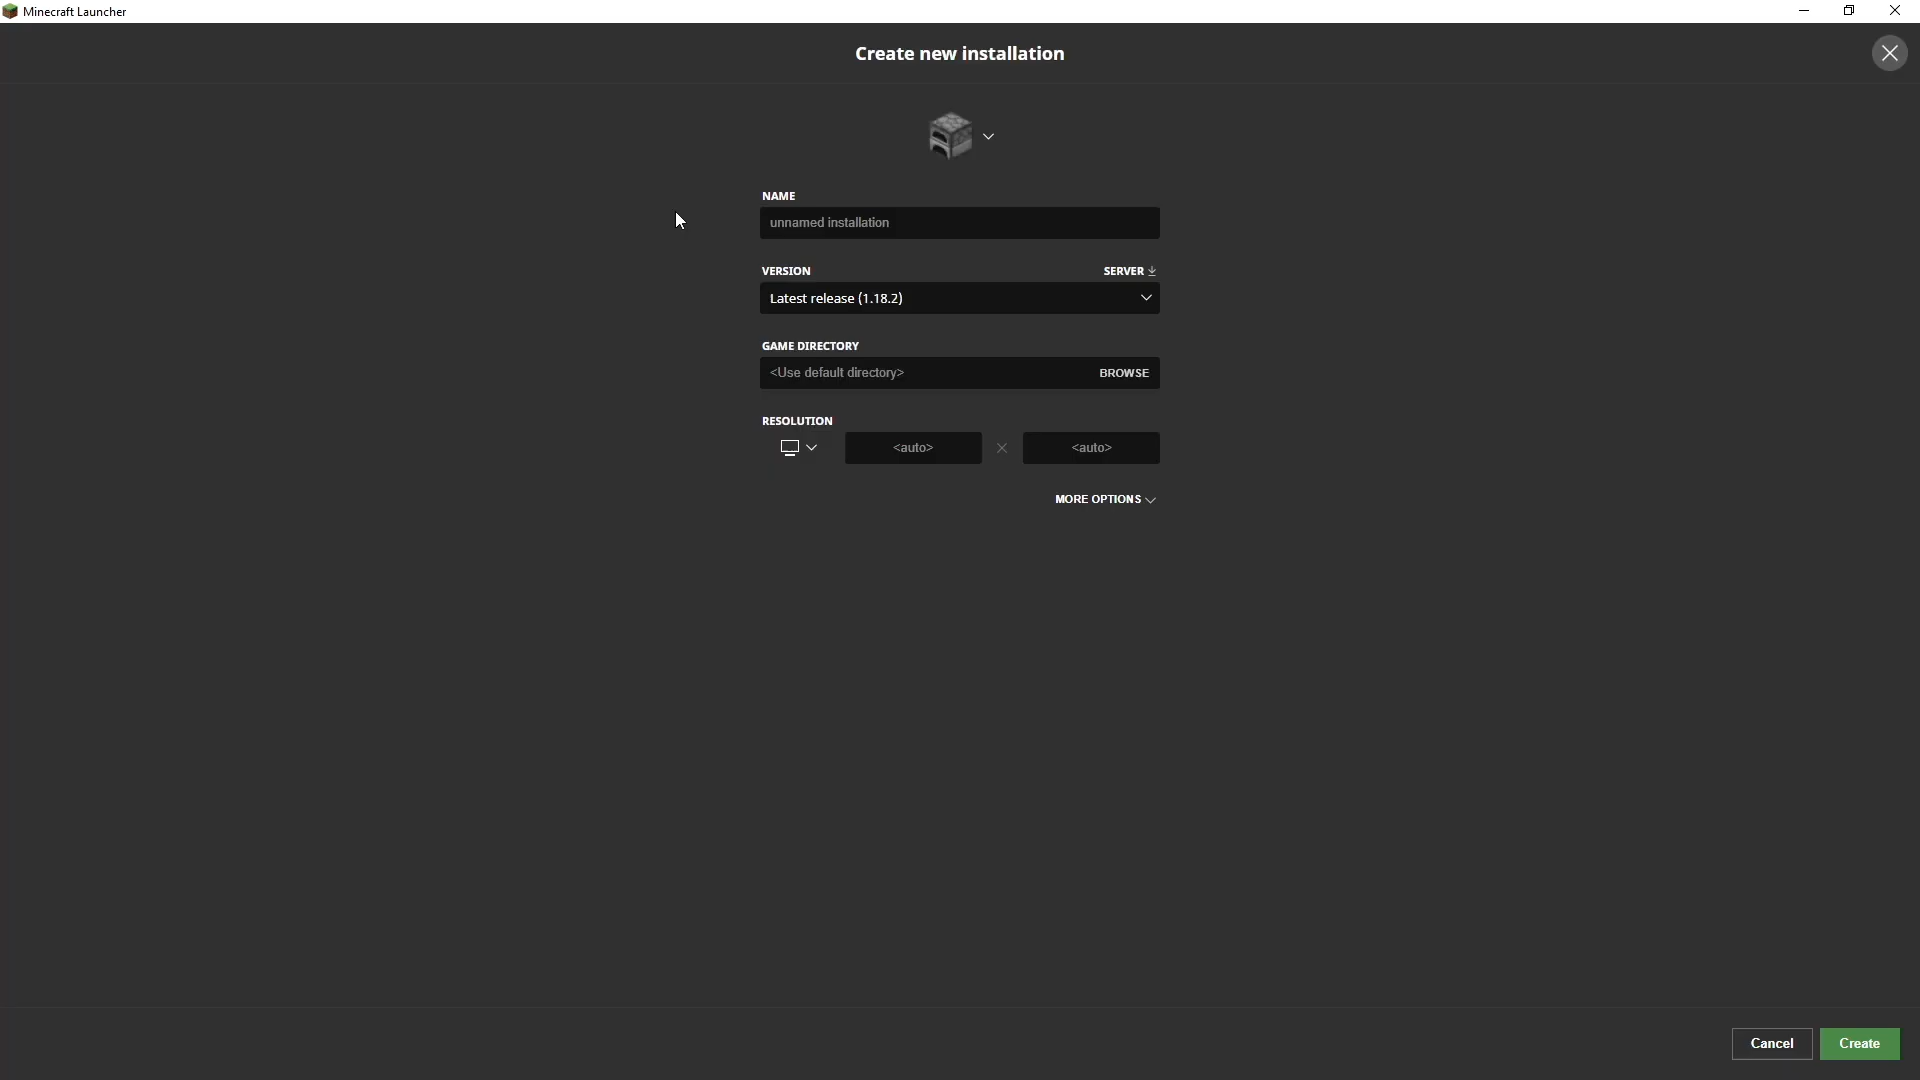 Minecraft Launcher
Create new installation
NAME
unnamed installation
VERSION SERVER
Latest release (1.18.2)
GAME DIRECTORY
<Use default directory> BROWSE
RESOLUTION
<auto> <auto>
MORE OPTIONS
Cancel Create